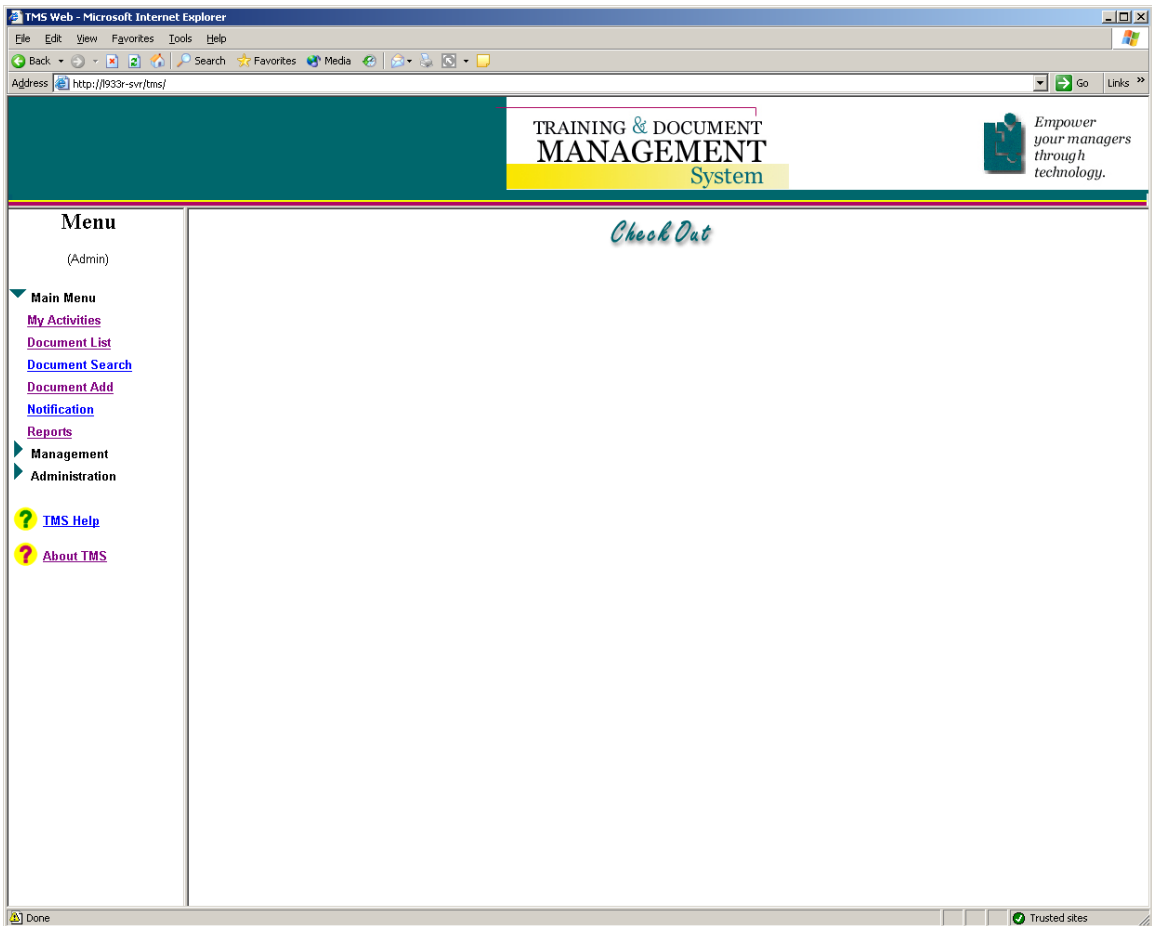 TMS Web - Microsoft Internet Explorer
File Edit View Favorites Tools Help
Back Search Favorites Media
Address http://l933r-svr/tms/ Go Links »
TRAINING & DOCUMENT
MANAGEMENT
System
Empower
your managers
through
technology.
Menu
(Admin)
Check Out
Main Menu
My Activities
Document List
Document Search
Document Add
Notification
Reports
Management
Administration
? TMS Help
? About TMS
Done Trusted sites